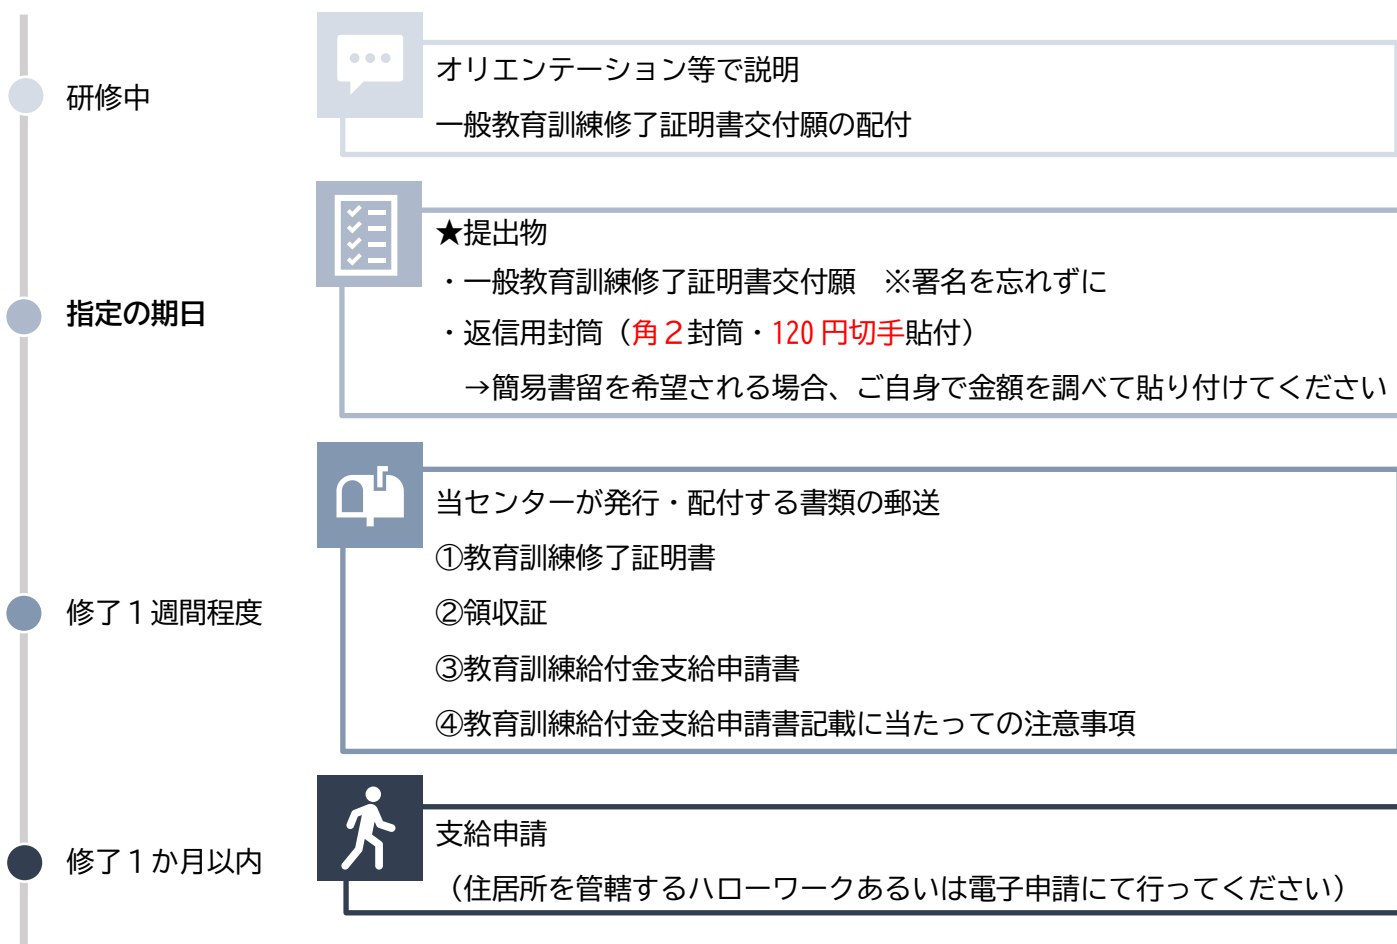 研修中
オリエンテーション等で説明
一般教育訓練修了証明書交付願の配付
指定の期日
★提出物
・一般教育訓練修了証明書交付願　※署名を忘れずに
・返信用封筒（角２封筒・120円切手貼付）
→簡易書留を希望される場合、ご自身で金額を調べて貼り付けてください
修了１週間程度
当センターが発行・配付する書類の郵送
①教育訓練修了証明書
②領収証
③教育訓練給付金支給申請書
④教育訓練給付金支給申請書記載に当たっての注意事項
修了１か月以内
支給申請
（住居所を管轄するハローワークあるいは電子申請にて行ってください）